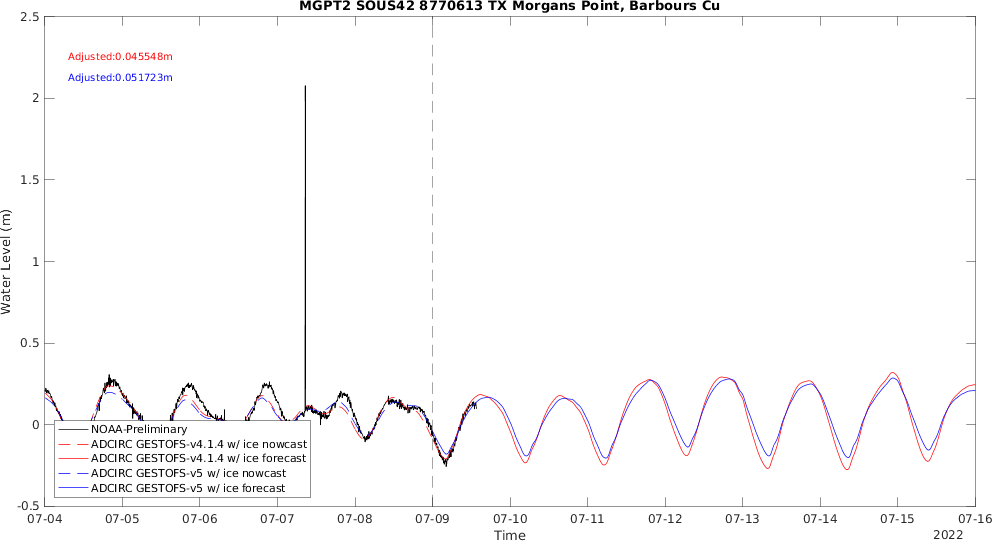 MGPT2 SOUS42 8770613 TX Morgans Point, Barbours Cu
Adjusted:0.045548m
Adjusted:0.051723m
Water Level (m)
2.5
2
1.5
1
0.5
0
-0.5
NOAA-Preliminary
ADCIRC GESTOFS-v4.1.4 w/ ice nowcast
ADCIRC GESTOFS-v4.1.4 w/ ice forecast
ADCIRC GESTOFS-v5 w/ ice nowcast
ADCIRC GESTOFS-v5 w/ ice forecast
07-04 07-05 07-06 07-07 07-08 07-09 07-10 07-11 07-12 07-13 07-14 07-15 07-16
Time
2022